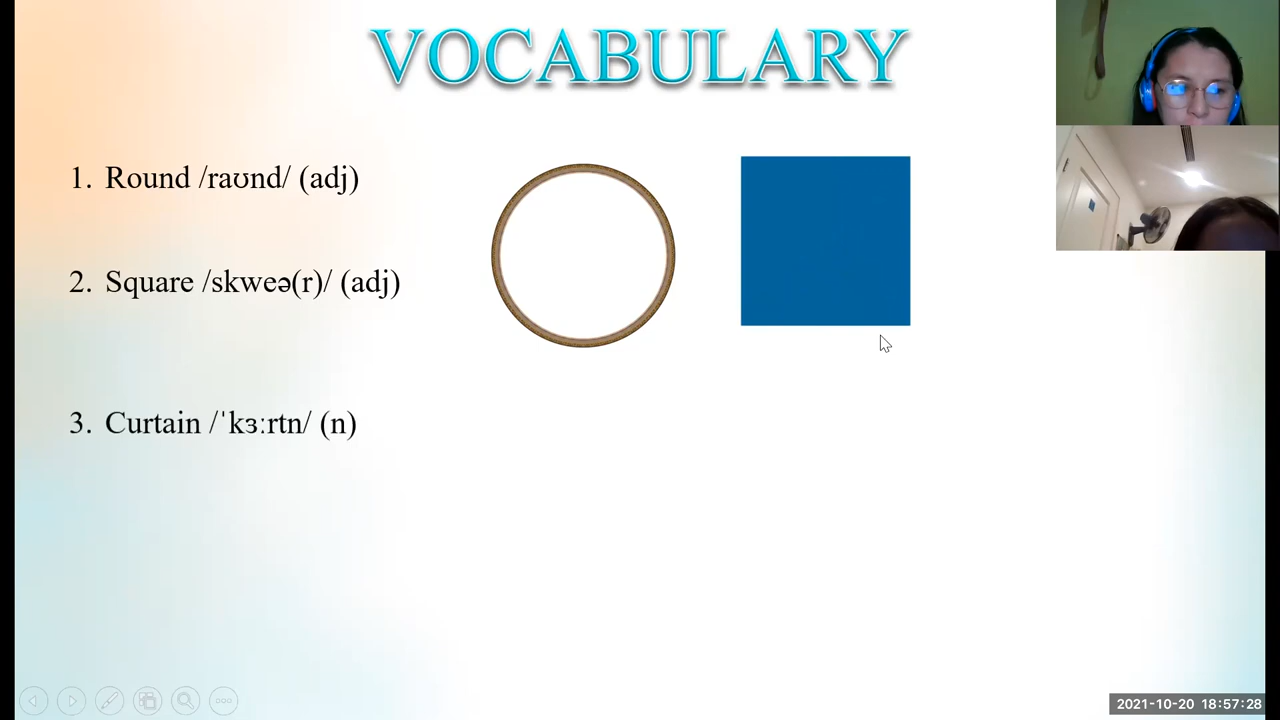 VOCABULARY
1. Round /raʊnd/ (adj)
2. Square /skweə(r)/ (adj)
3. Curtain /ˈkɜːrtn/ (n)
2021-10-20 18:57:28